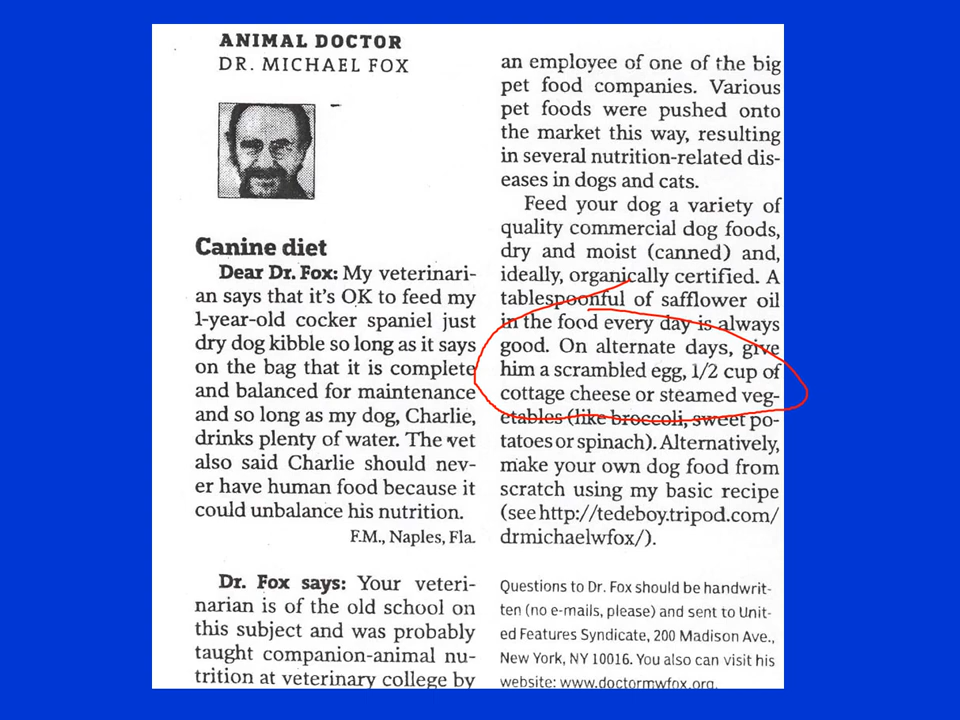 ANIMAL DOCTOR
DR. MICHAEL FOX
Canine diet
Dear Dr. Fox: My veterinari-
an says that it's OK to feed my
1-year-old cocker spaniel just
dry dog kibble so long as it says
on the bag that it is complete
and balanced for maintenance
and so long as my dog, Charlie,
drinks plenty of water. The vet
also said Charlie should nev-
er have human food because it
could unbalance his nutrition.
F.M., Naples, Fla.
Dr. Fox says: Your veteri-
narian is of the old school on
this subject and was probably
taught companion-animal nu-
trition at veterinary college by
an employee of one of the big
pet food companies. Various
pet foods were pushed onto
the market this way, resulting
in several nutrition-related dis-
eases in dogs and cats.
Feed your dog a variety of
quality commercial dog foods,
dry and moist (canned) and,
ideally, organically certified. A
tablespoonful of safflower oil
in the food every day is always
good. On alternate days, give
him a scrambled egg, 1/2 cup of
cottage cheese or steamed veg-
etables (like broccoli, sweet po-
tatoes or spinach). Alternatively,
make your own dog food from
scratch using my basic recipe
(see http://tedeboy.tripod.com/
drmichaelwfox/).
Questions to Dr. Fox should be handwrit-
ten (no e-mails, please) and sent to Unit-
ed Features Syndicate, 200 Madison Ave.,
New York, NY 10016. You also can visit his
website: www.doctormwfox.org.